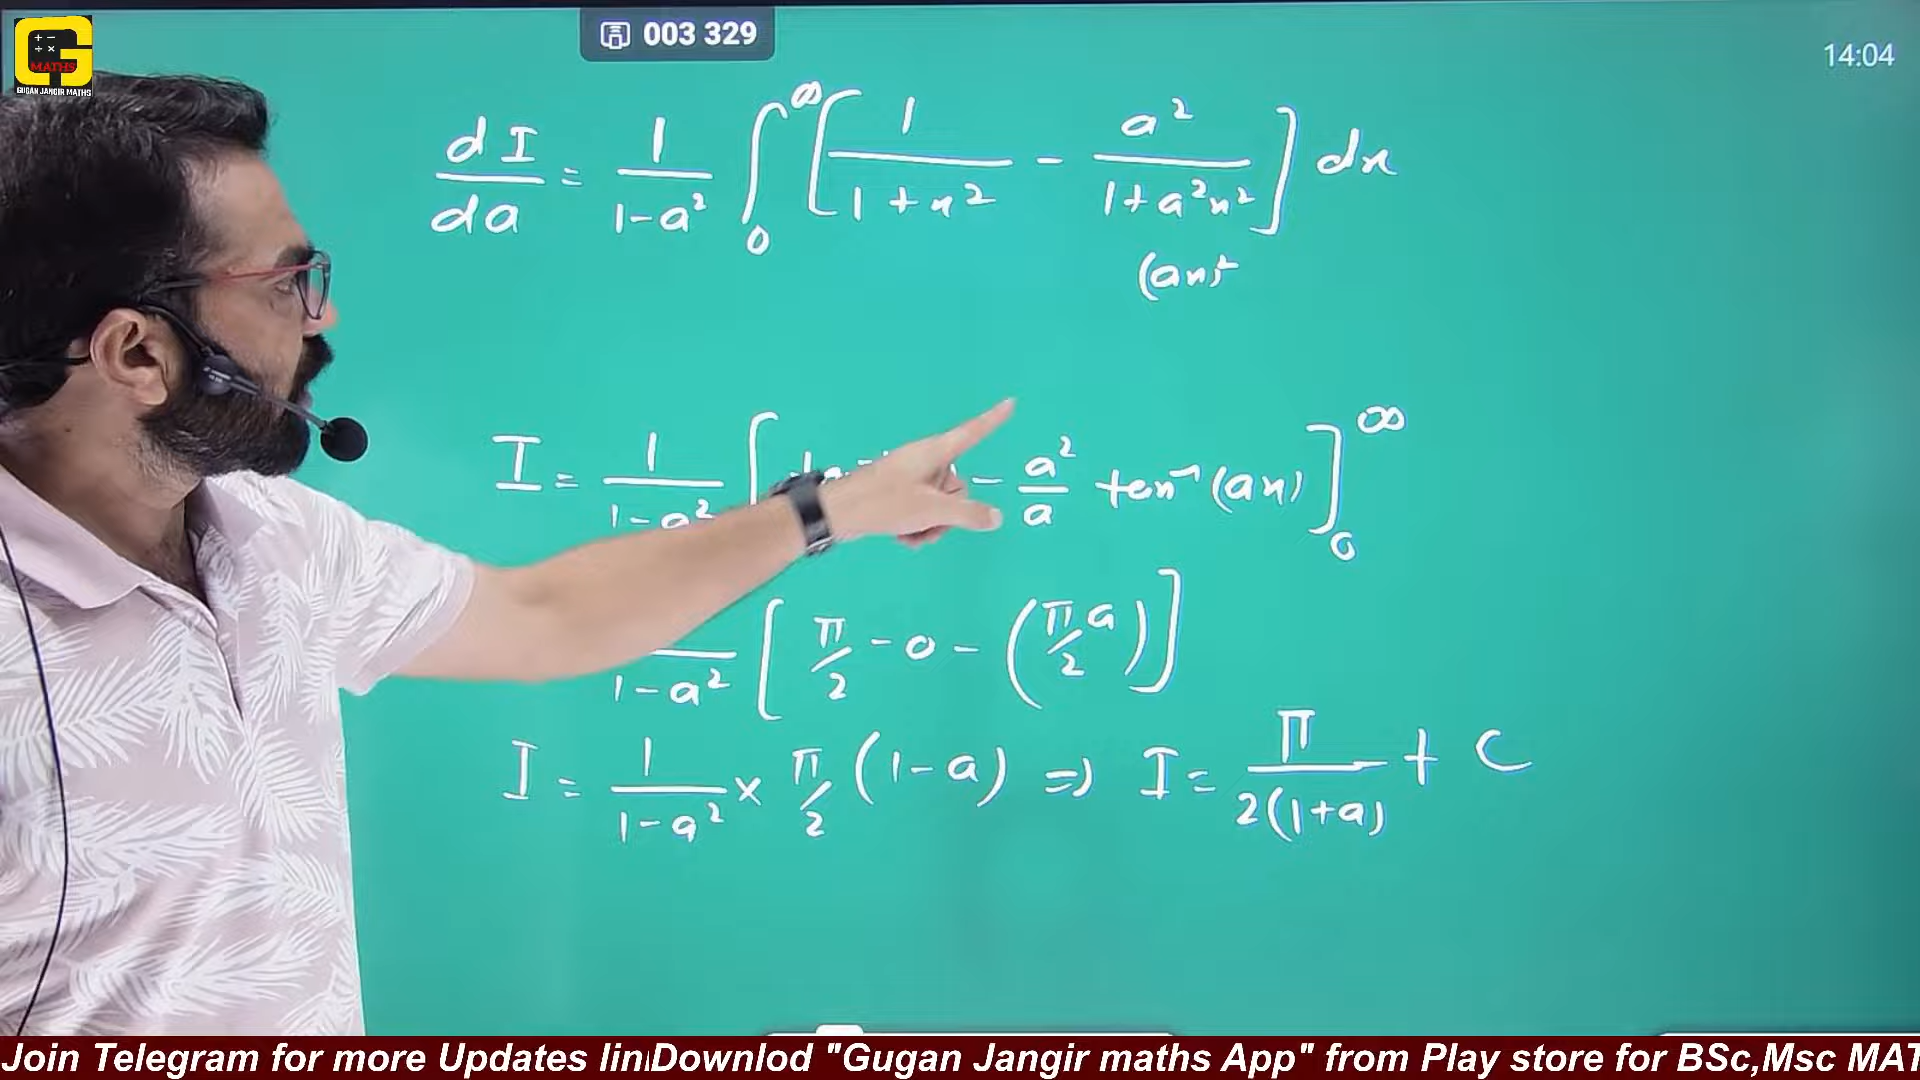 003 329
14:04
MATHS
GUGAN JANGIR MATHS
dI/da = 1/(1-a²) ∫₀^∞ [1/(1+x²) - a²/(1+a²x²)] dx
(ax)²
I = 1/(1-a²) [ - a²/a tan⁻¹(ax)]₀^∞
1-a² [π/2 - 0 - (π/2 a)]
I = 1/(1-a²) × π/2 (1-a) ⇒ I = π/(2(1+a)) + C
Join Telegram for more Updates lin
Downlod "Gugan Jangir maths App" from Play store for BSc,Msc MAT